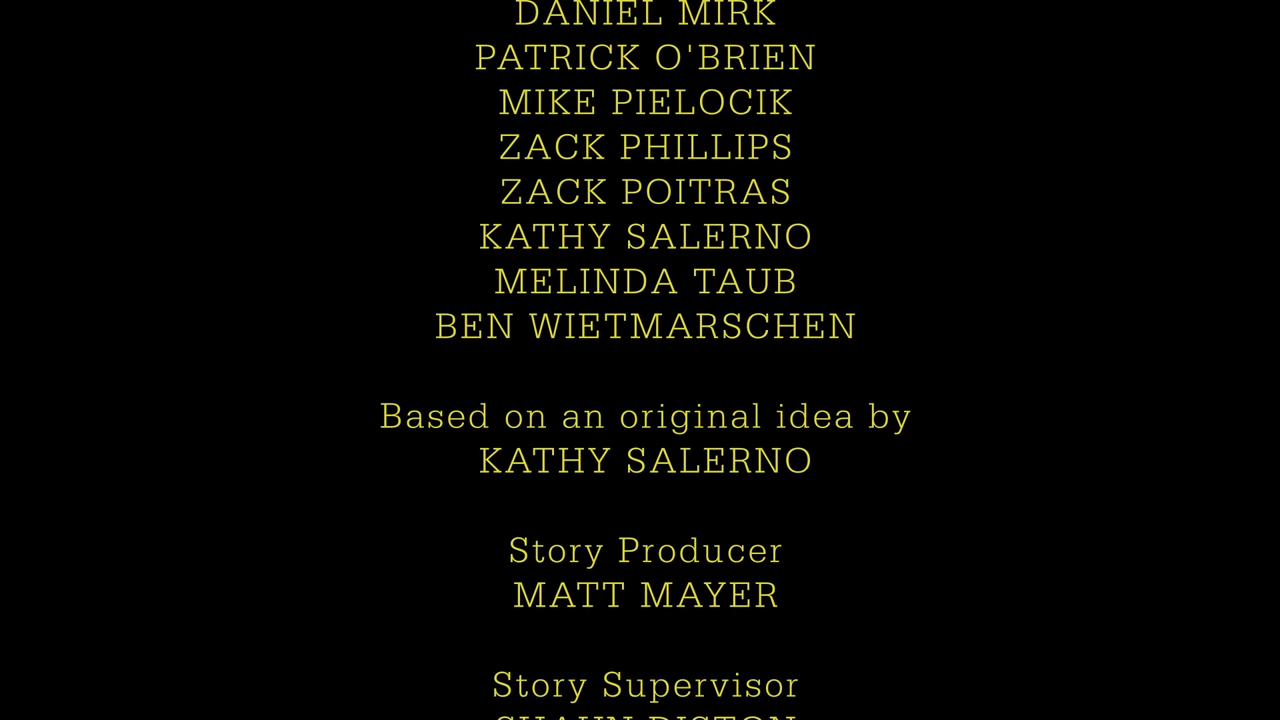 DANIEL MIRK
PATRICK O'BRIEN
MIKE PIELOCIK
ZACK PHILLIPS
ZACK POITRAS
KATHY SALERNO
MELINDA TAUB
BEN WIETMARSCHEN
Based on an original idea by
KATHY SALERNO
Story Producer
MATT MAYER
Story Supervisor